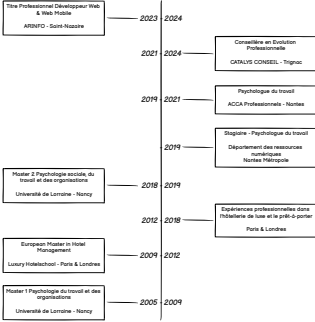 Titre Professionnel Développeur Web
& Web Mobile
ARINFO - Saint-Nazaire
2023
2024
2021
2024
Conseillère en Evolution
Professionnelle
CATALYS CONSEIL - Trignac
2019
2021
Psychologue du travail
ACCA Professionnels - Nantes
2019
Stagiaire - Psychologue du travail
Département des ressources
numériques
Nantes Métropole
Master 2 Psychologie sociale, du
travail et des organisations
Université de Lorraine - Nancy
2018
2019
2012
2018
Expériences professionnelles dans
l'hôtellerie de luxe et le prêt-à-porter
Paris & Londres
European Master in Hotel
Management
Luxury Hotelschool - Paris & Londres
2009
2012
Master 1 Psychologie du travail et des
organisations
Université de Lorraine - Nancy
2005
2009